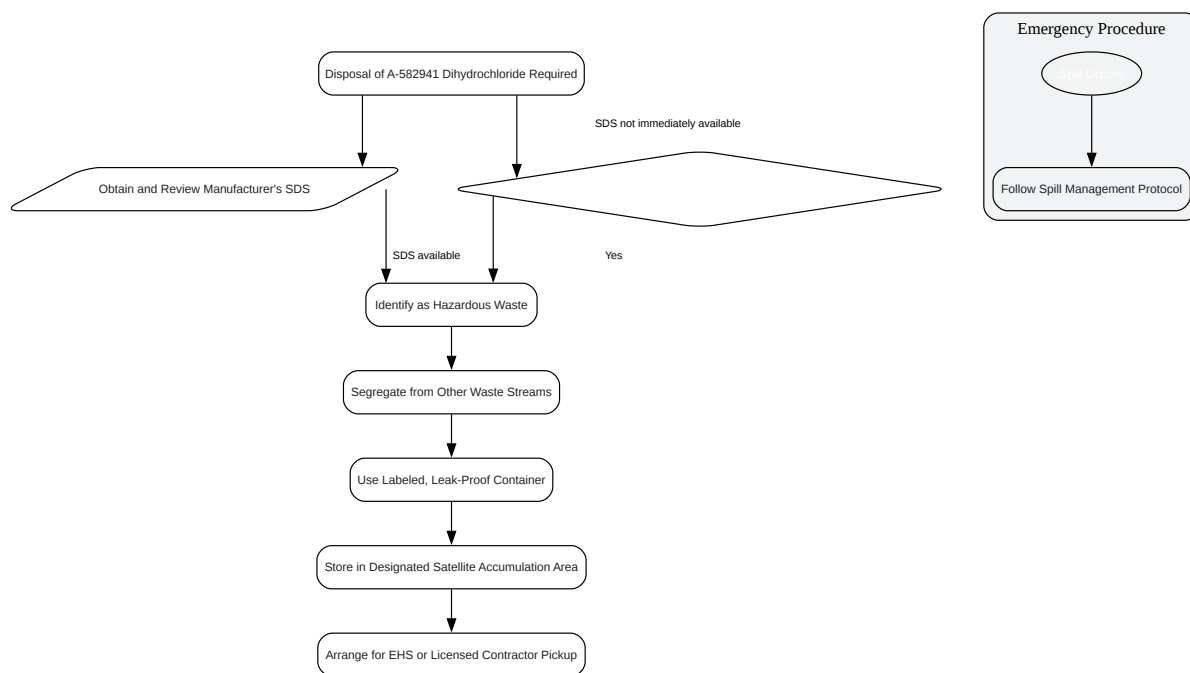 Emergency Procedure
Disposal of A-582941 Dihydrochloride Required
Spill Occurs
SDS not immediately available
Obtain and Review Manufacturer's SDS
Follow Spill Management Protocol
SDS available
Yes
Identify as Hazardous Waste
Segregate from Other Waste Streams
Use Labeled, Leak-Proof Container
Store in Designated Satellite Accumulation Area
Arrange for EHS or Licensed Contractor Pickup